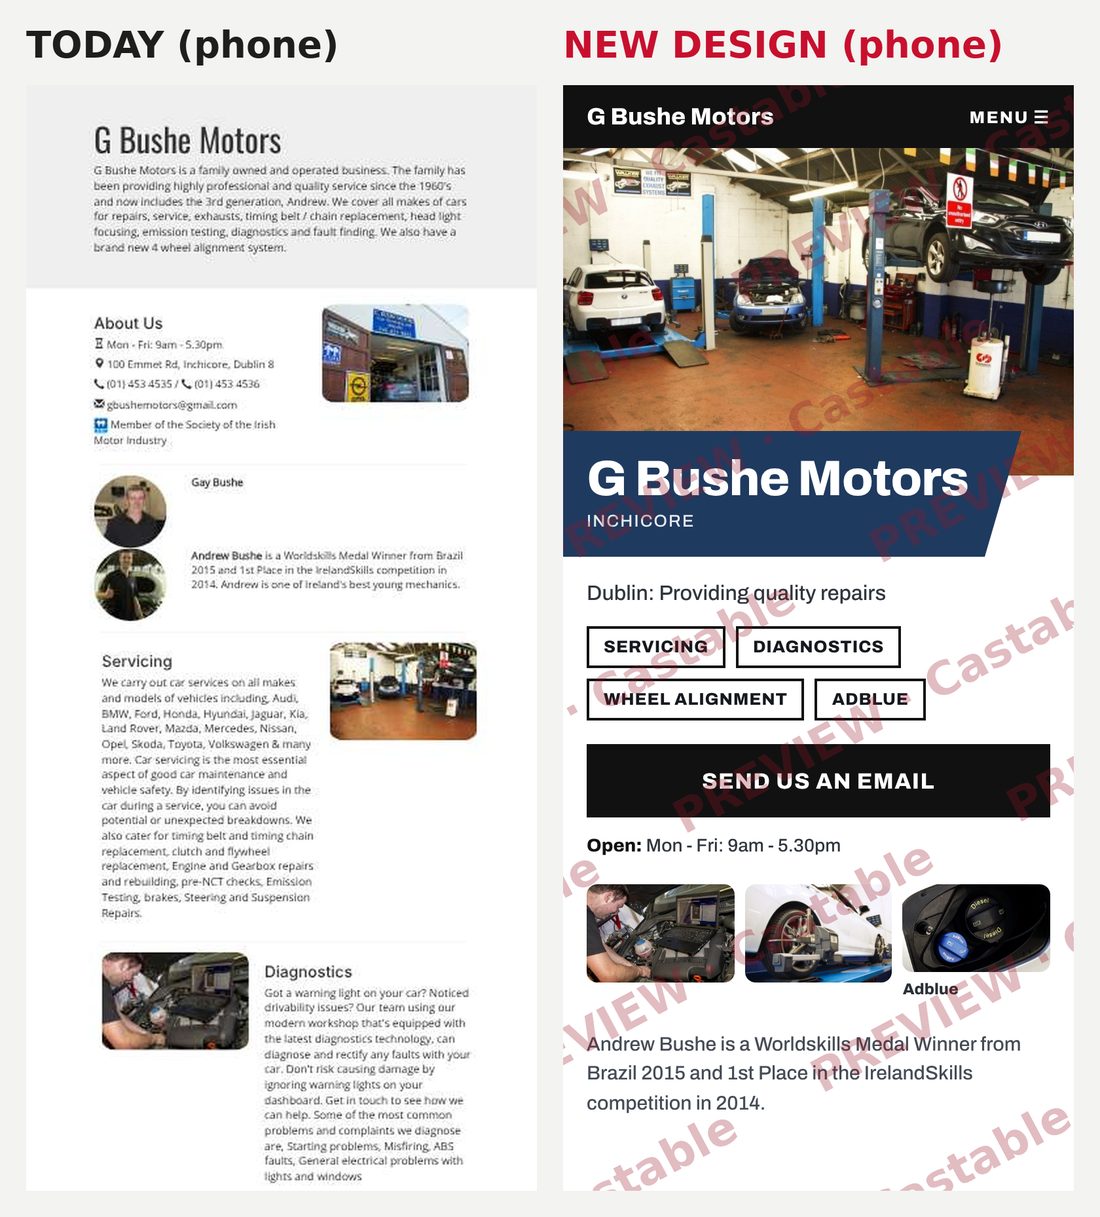 TODAY (phone)
G Bushe Motors
G Bushe Motors is a family owned and operated business. The family has
been providing highly professional and quality service since the 1960's
and now includes the 3rd generation, Andrew. We cover all makes of cars
for repairs, service, exhausts, timing belt / chain replacement, head light
focusing, emission testing, diagnostics and fault finding. We also have a
brand new 4 wheel alignment system.
About Us
Mon - Fri: 9am - 5.30pm
100 Emmet Rd, Inchicore, Dublin 8
(01) 453 4535 / (01) 453 4536
gbushemotors@gmail.com
Member of the Society of the Irish
Motor Industry
Gay Bushe
Andrew Bushe is a Worldskills Medal Winner from Brazil
2015 and 1st Place in the IrelandSkills competition in
2014. Andrew is one of Ireland's best young mechanics.
Servicing
We carry out car services on all makes
and models of vehicles including, Audi,
BMW, Ford, Honda, Hyundai, Jaguar, Kia,
Land Rover, Mazda, Mercedes, Nissan,
Opel, Skoda, Toyota, Volkswagen & many
more. Car servicing is the most essential
aspect of good car maintenance and
vehicle safety. By identifying issues in the
car during a service, you can avoid
potential or unexpected breakdowns. We
also cater for timing belt and timing chain
replacement, clutch and flywheel
replacement, Engine and Gearbox repairs
and rebuilding, pre-NCT checks, Emission
Testing, brakes, Steering and Suspension
Repairs.
Diagnostics
Got a warning light on your car? Noticed
drivability issues? Our team using our
modern workshop that's equipped with
the latest diagnostics technology, can
diagnose and rectify any faults with your
car. Don't risk causing damage by
ignoring warning lights on your
dashboard. Get in touch to see how we
can help. Some of the most common
problems and complaints we diagnose
are, Starting problems, Misfiring, ABS
faults, General electrical problems with
lights and windows
NEW DESIGN (phone)
G Bushe Motors
MENU ☰
G Bushe Motors
INCHICORE
Dublin: Providing quality repairs
SERVICING
DIAGNOSTICS
WHEEL ALIGNMENT
ADBLUE
SEND US AN EMAIL
Open: Mon - Fri: 9am - 5.30pm
Diesel
Diesel
Adblue
Andrew Bushe is a Worldskills Medal Winner from
Brazil 2015 and 1st Place in the IrelandSkills
competition in 2014.
PREVIEW · Castable